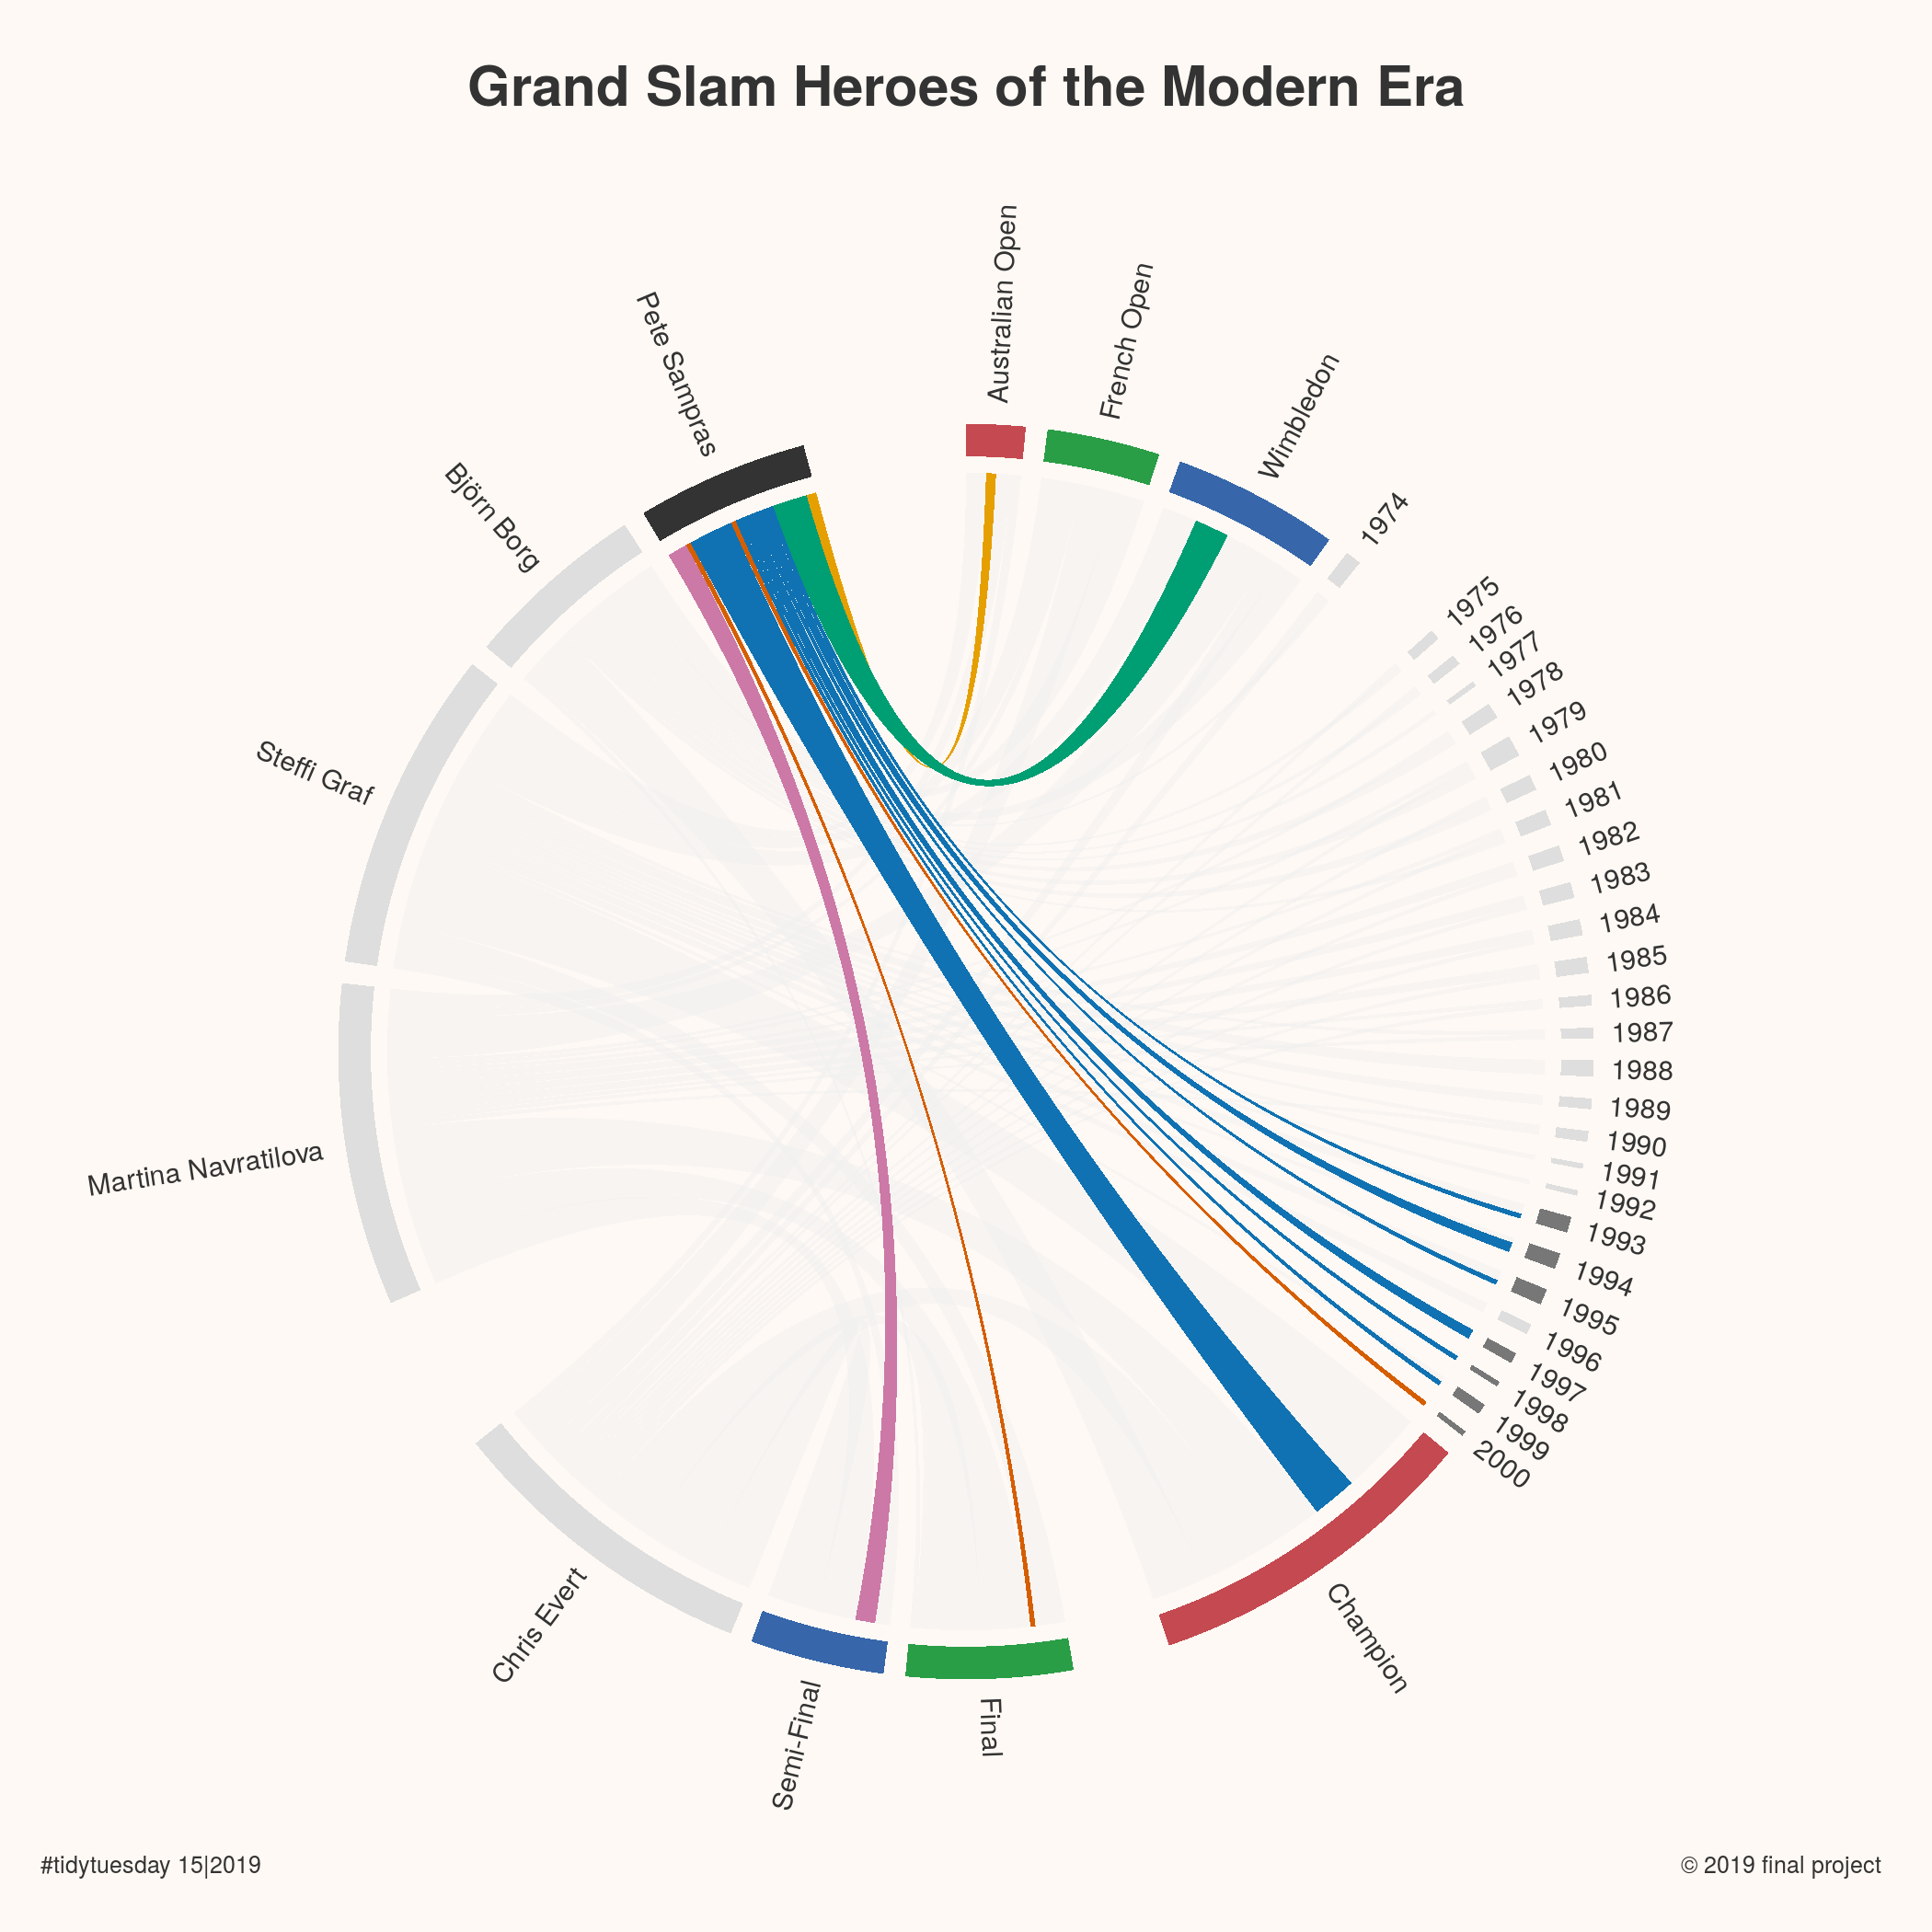 Grand Slam Heroes of the Modern Era
Australian Open
French Open
Wimbledon
1974
1975
1976
1977
1978
1979
1980
1981
1982
1983
1984
1985
1986
1987
1988
1989
1990
1991
1992
1993
1994
1995
1996
1997
1998
1999
2000
Champion
Final
Semi-Final
Chris Evert
Martina Navratilova
Steffi Graf
Björn Borg
Pete Sampras
#tidytuesday 15|2019
© 2019 final project